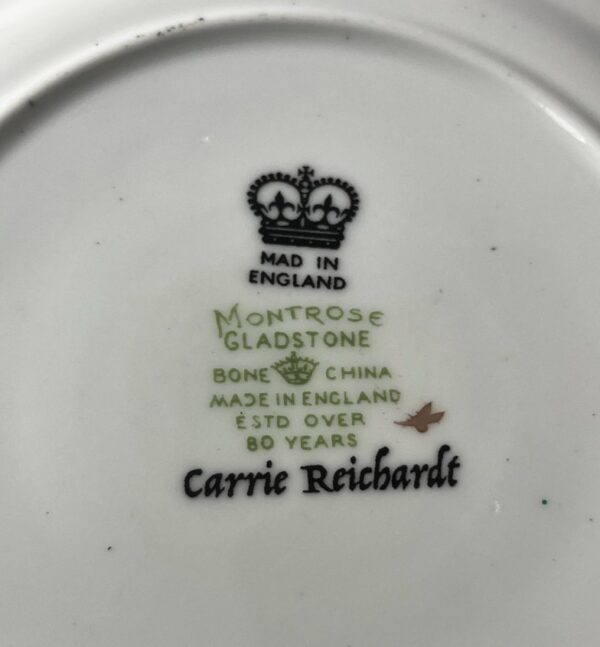 MAD IN
ENGLAND
MONTROSE
GLADSTONE
BONE CHINA
MADE IN ENGLAND
ESTD OVER
80 YEARS
Carrie Reichardt